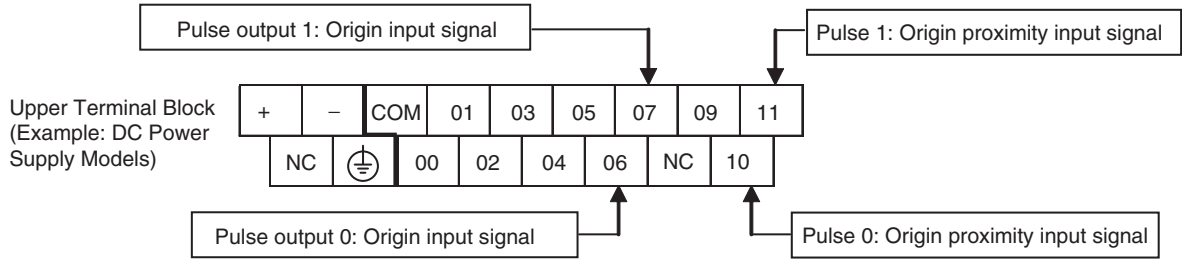 Pulse output 1: Origin input signal
Pulse 1: Origin proximity input signal
Upper Terminal Block
(Example: DC Power
Supply Models)
+ − COM 01 03 05 07 09 11
NC 00 02 04 06 NC 10
Pulse output 0: Origin input signal
Pulse 0: Origin proximity input signal